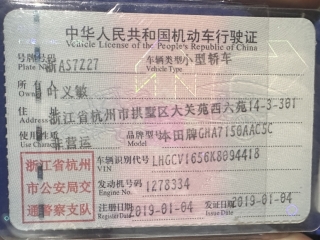 中华人民共和国机动车行驶证
Vehicle License of the People's Republic of China
号牌号码 浙AS7Z27 车辆类型 小型轿车
Plate No. Vehicle Type
所有人 叶义敏
Owner
住址 浙江省杭州市拱墅区大关苑西六苑14-3-301
Address
使用性质 非营运 品牌型号 本田牌GHA7150AAC5C
Use Character Model
浙江省杭州
市公安局交
通警察支队
车辆识别代号 LHGCV1656K8094418
VIN
发动机号码 1278334
Engine No.
注册日期 2019-01-04 发证日期 2019-01-04
Register Date Issue Date